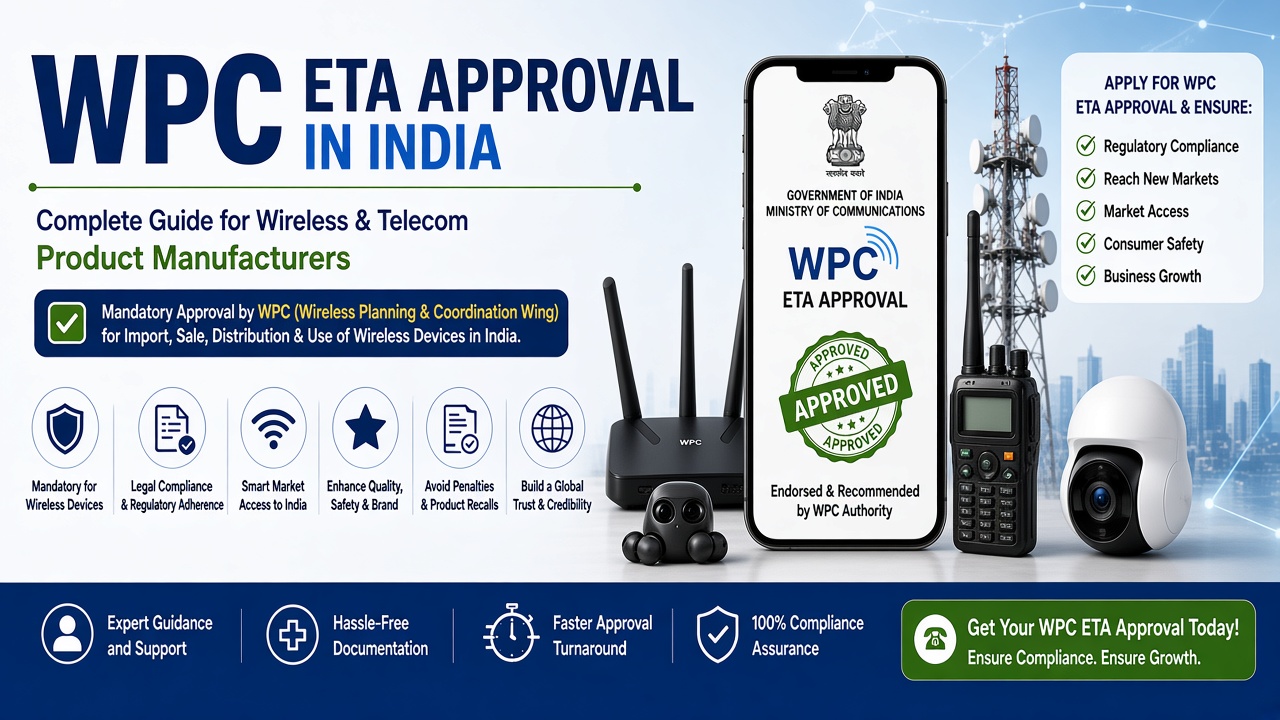 WPC
ETA APPROVAL
IN INDIA
Complete Guide for Wireless & Telecom
Product Manufacturers
Mandatory Approval by WPC (Wireless Planning & Coordination Wing)
for Import, Sale, Distribution & Use of Wireless Devices in India.
Mandatory for
Wireless Devices
Legal Compliance
& Regulatory Adherence
Smart Market
Access to India
Enhance Quality,
Safety & Brand
Avoid Penalties
& Product Recalls
Build a Global
Trust & Credibility
WPC
GOVERNMENT OF INDIA
MINISTRY OF COMMUNICATIONS
WPC
ETA APPROVAL
APPROVED
APPROVED
APPROVED
Endorsed & Recommended
by WPC Authority
APPLY FOR WPC
ETA APPROVAL & ENSURE:
Regulatory Compliance
Reach New Markets
Market Access
Consumer Safety
Business Growth
Expert Guidance
and Support
Hassle-Free
Documentation
Faster Approval
Turnaround
100% Compliance
Assurance
Get Your WPC ETA Approval Today!
Ensure Compliance. Ensure Growth.